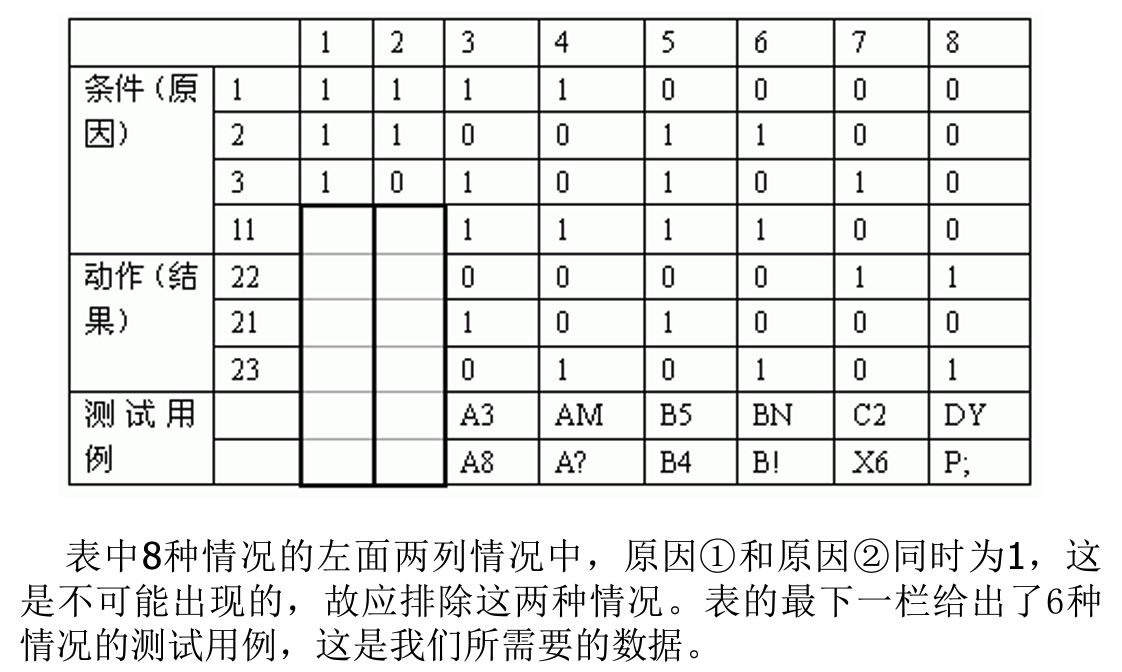 1 2 3 4 5 6 7 8
条件（原 1 1 1 1 1 0 0 0 0
因） 2 1 1 0 0 1 1 0 0
3 1 0 1 0 1 0 1 0
11 1 1 1 1 0 0
动作（结 22 0 0 0 0 1 1
果） 21 1 0 1 0 0 0
23 0 1 0 1 0 1
测试用 A3 AM B5 BN C2 DY
例 A8 A? B4 B! X6 P;
表中8种情况的左面两列情况中，原因①和原因②同时为1，这
是不可能出现的，故应排除这两种情况。表的最下一栏给出了6种
情况的测试用例，这是我们所需要的数据。